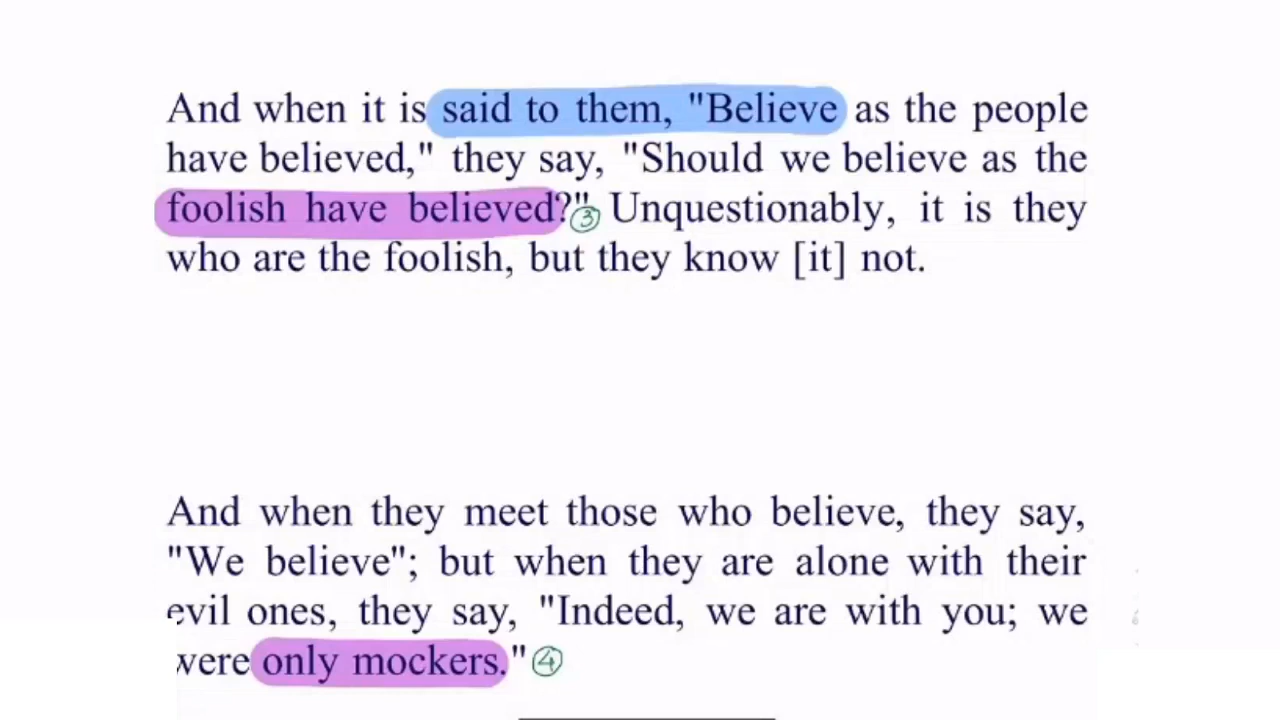 And when it is said to them, "Believe as the people
have believed," they say, "Should we believe as the
foolish have believed?" ③ Unquestionably, it is they
who are the foolish, but they know [it] not.
And when they meet those who believe, they say,
"We believe"; but when they are alone with their
evil ones, they say, "Indeed, we are with you; we
were only mockers." ④